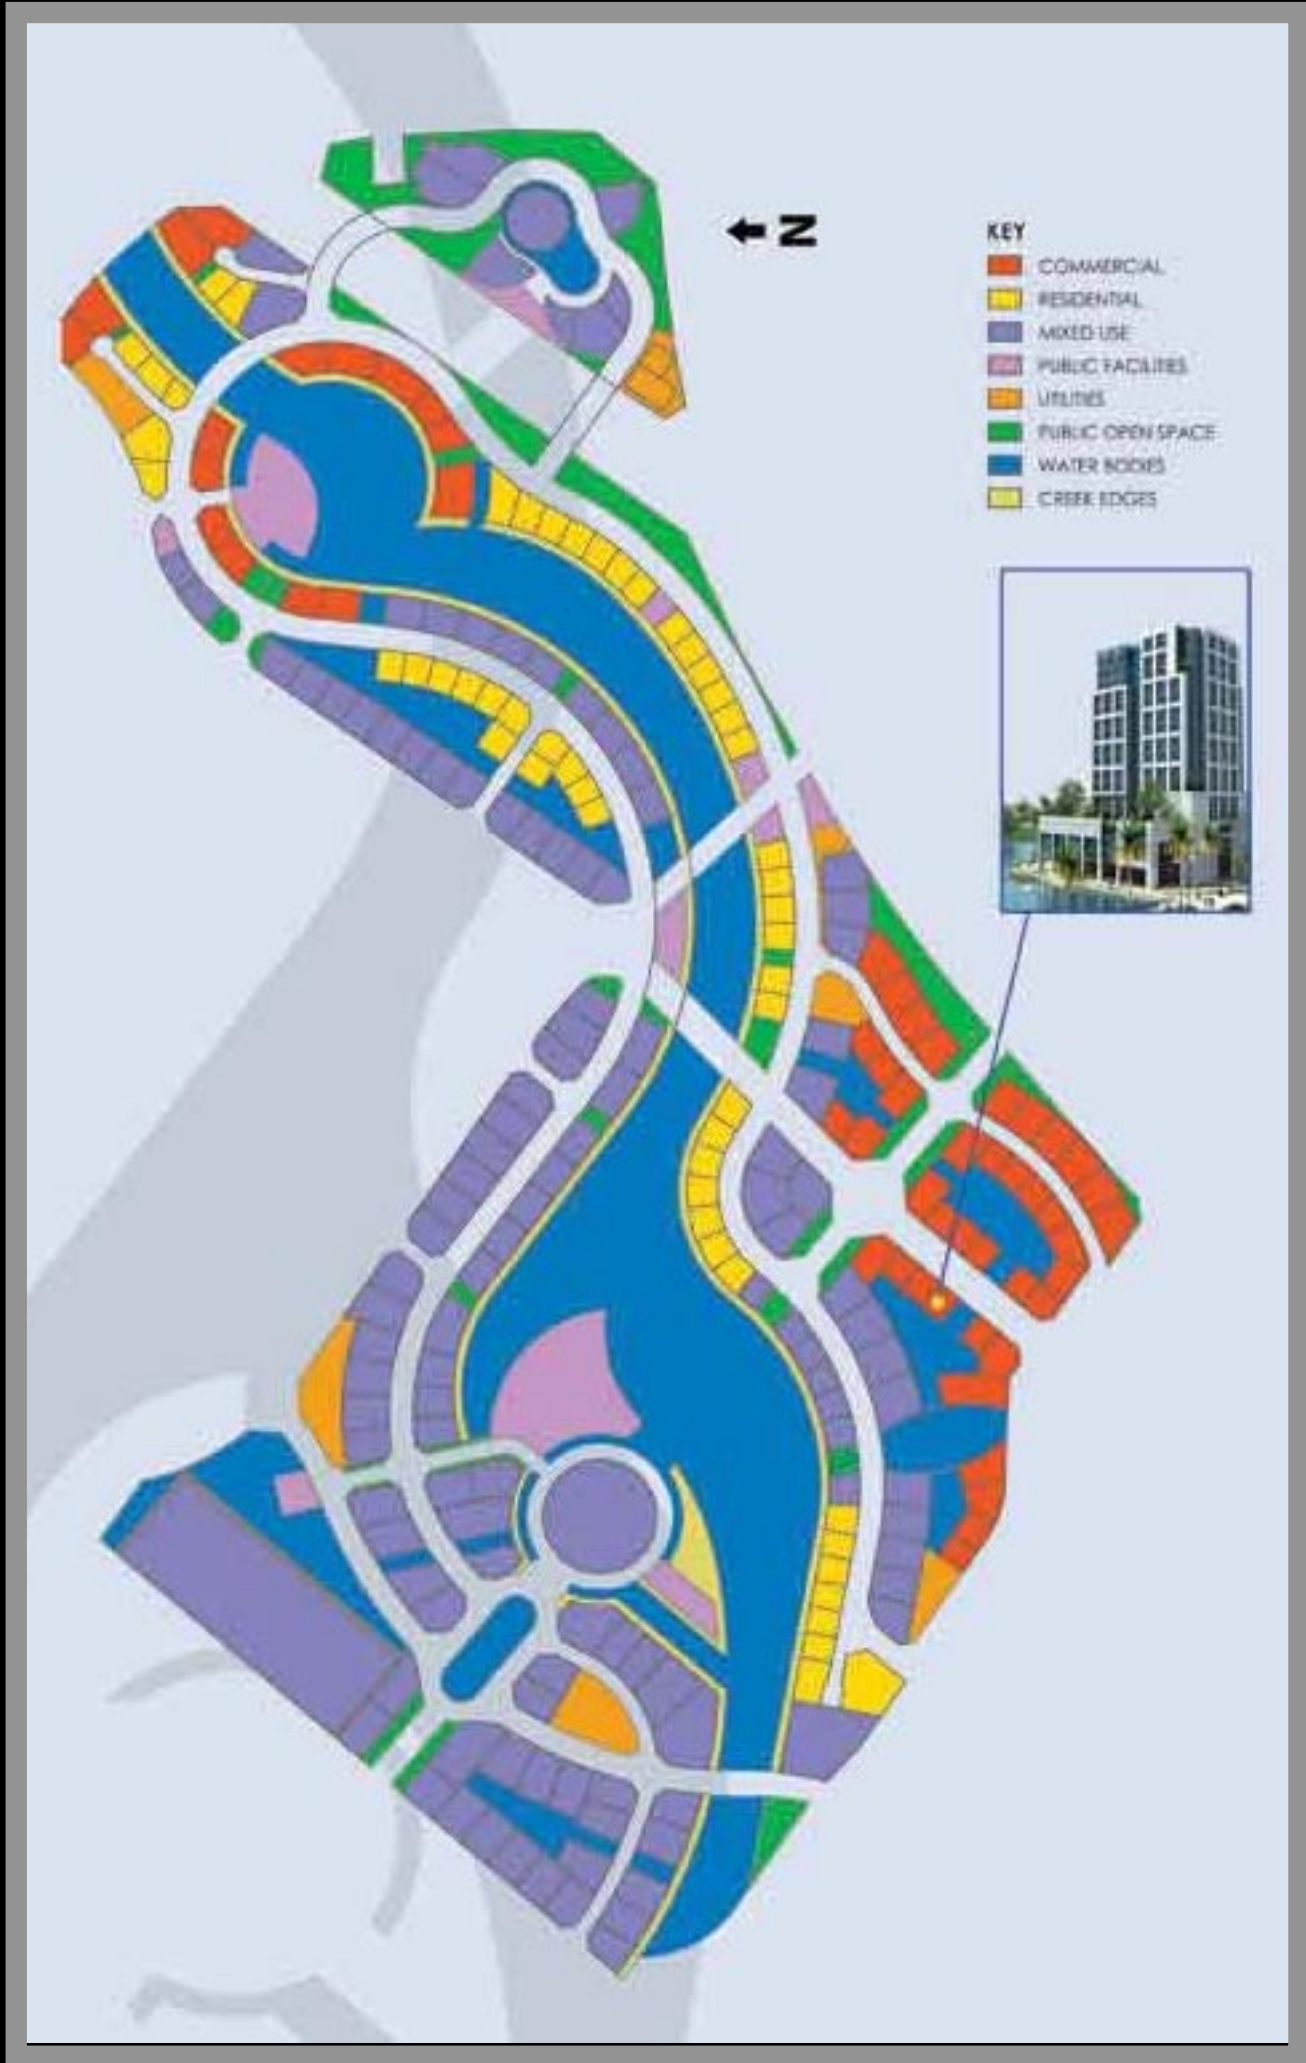 N
KEY
COMMERCIAL
RESIDENTIAL
MIXED USE
PUBLIC FACILITIES
UTILITIES
PUBLIC OPEN SPACE
WATER BODIES
CREEK EDGES